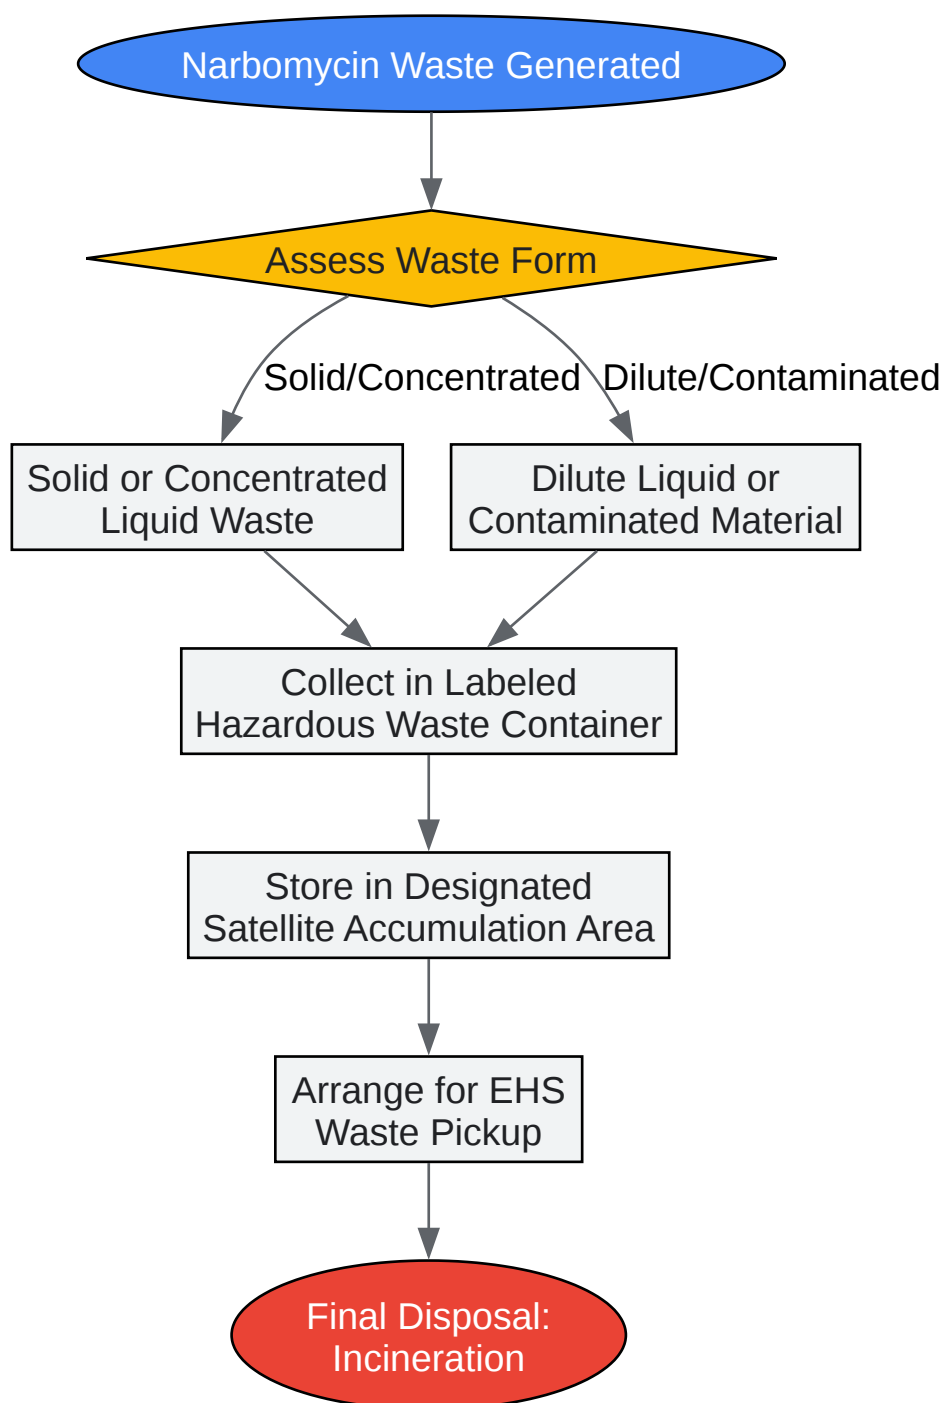 Narbomycin Waste Generated
Assess Waste Form
Solid/Concentrated
Dilute/Contaminated
Solid or Concentrated
Liquid Waste
Dilute Liquid or
Contaminated Material
Collect in Labeled
Hazardous Waste Container
Store in Designated
Satellite Accumulation Area
Arrange for EHS
Waste Pickup
Final Disposal:
Incineration